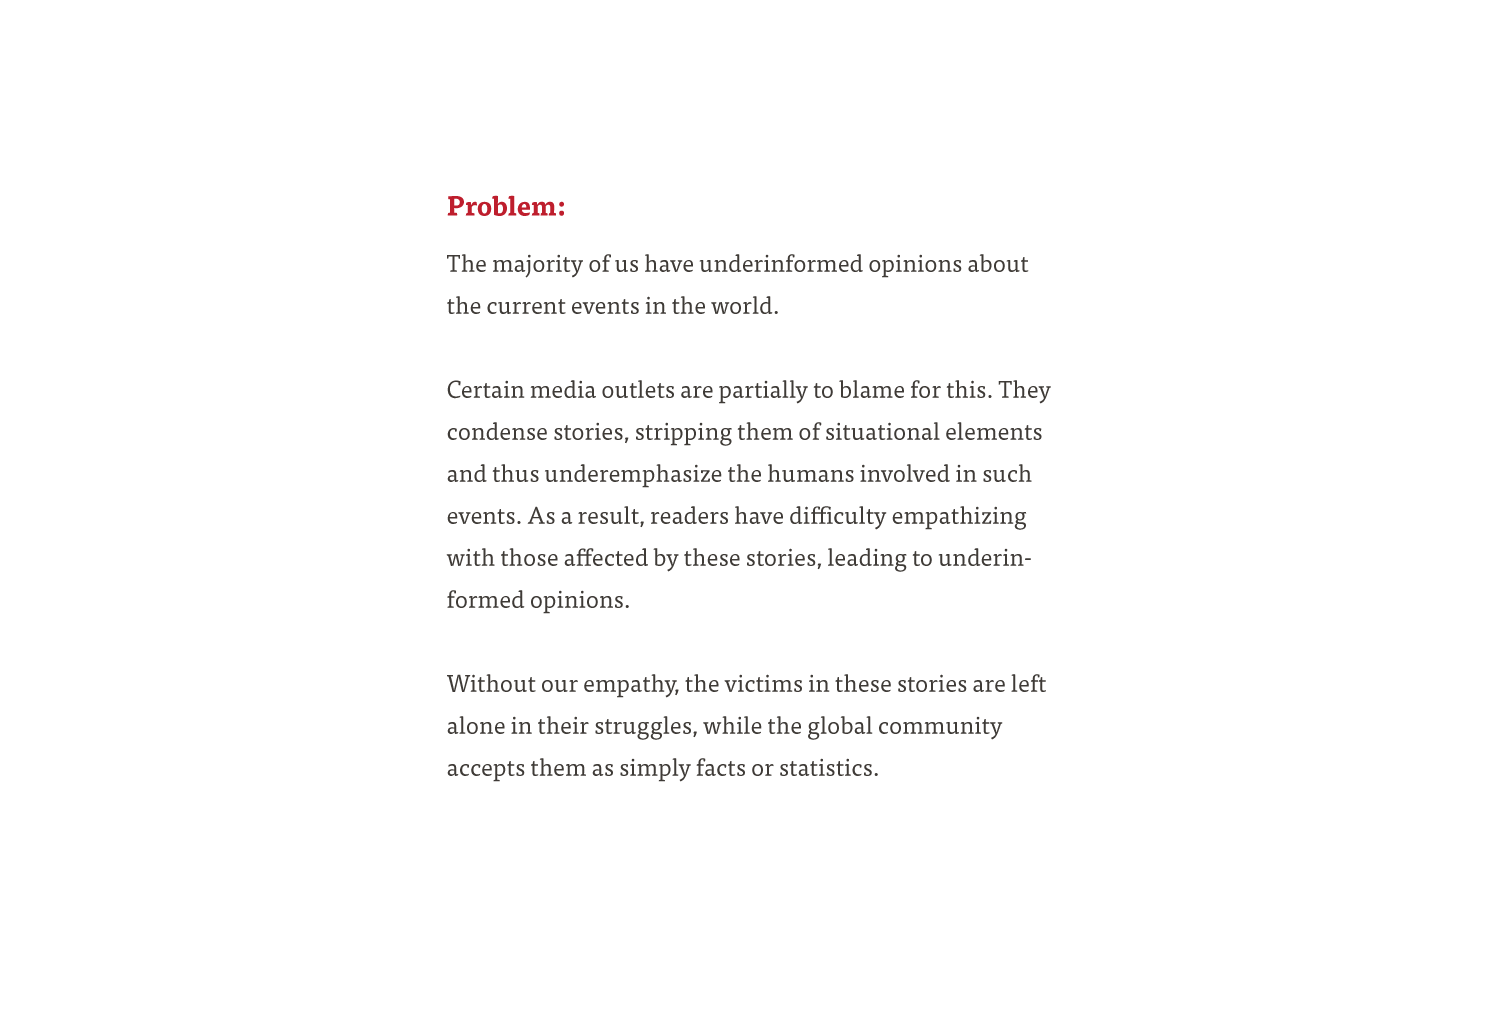 Problem:
The majority of us have underinformed opinions about
the current events in the world.
Certain media outlets are partially to blame for this. They
condense stories, stripping them of situational elements
and thus underemphasize the humans involved in such
events. As a result, readers have difficulty empathizing
with those affected by these stories, leading to underin-
formed opinions.
Without our empathy, the victims in these stories are left
alone in their struggles, while the global community
accepts them as simply facts or statistics.